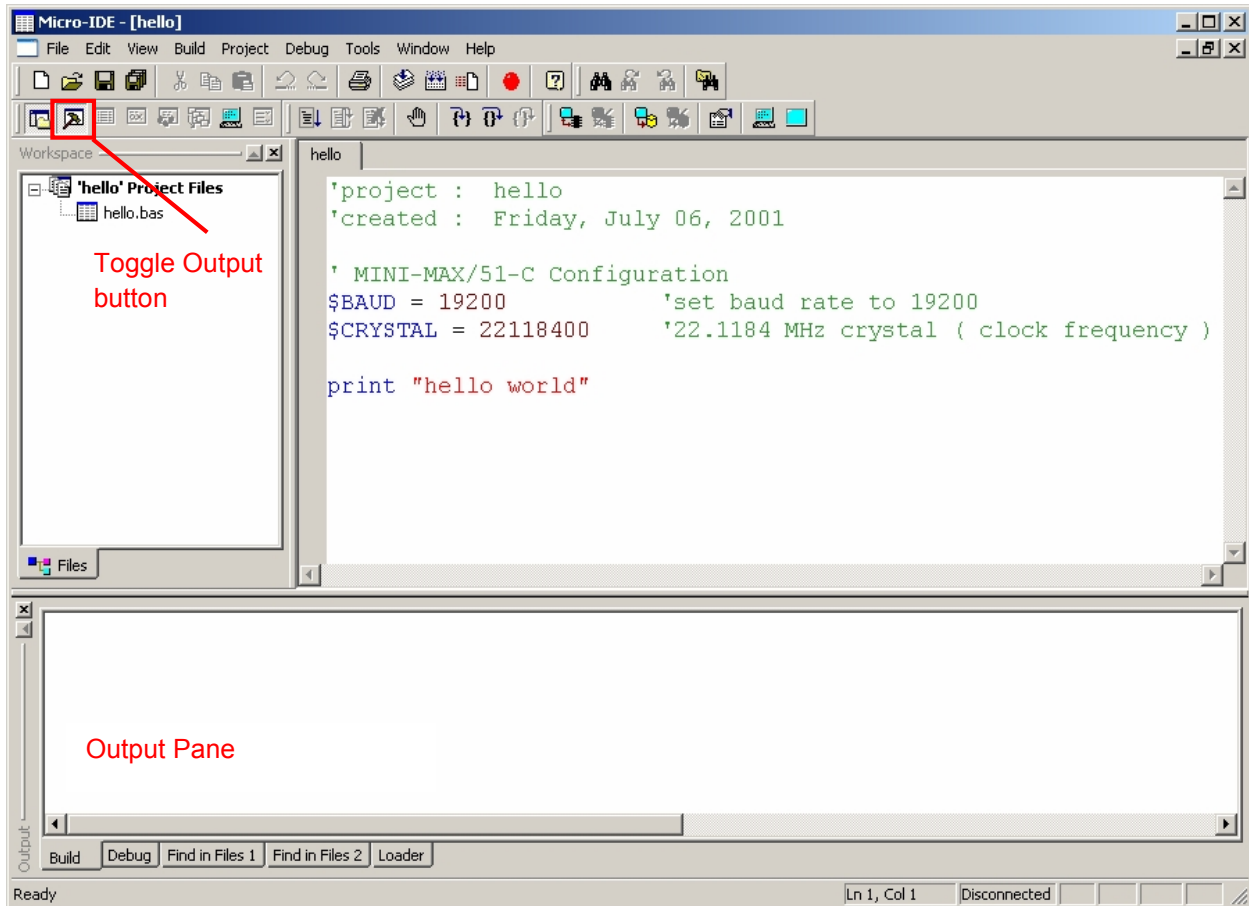 Micro-IDE - [hello]
File Edit View Build Project Debug Tools Window Help
Workspace
hello
'hello' Project Files
hello.bas
Toggle Output
button
Files
'project : hello
'created : Friday, July 06, 2001
' MINI-MAX/51-C Configuration
$BAUD = 19200 'set baud rate to 19200
$CRYSTAL = 22118400 '22.1184 MHz crystal ( clock frequency )
print "hello world"
Output Pane
Output
Build Debug Find in Files 1 Find in Files 2 Loader
Ready Ln 1, Col 1 Disconnected